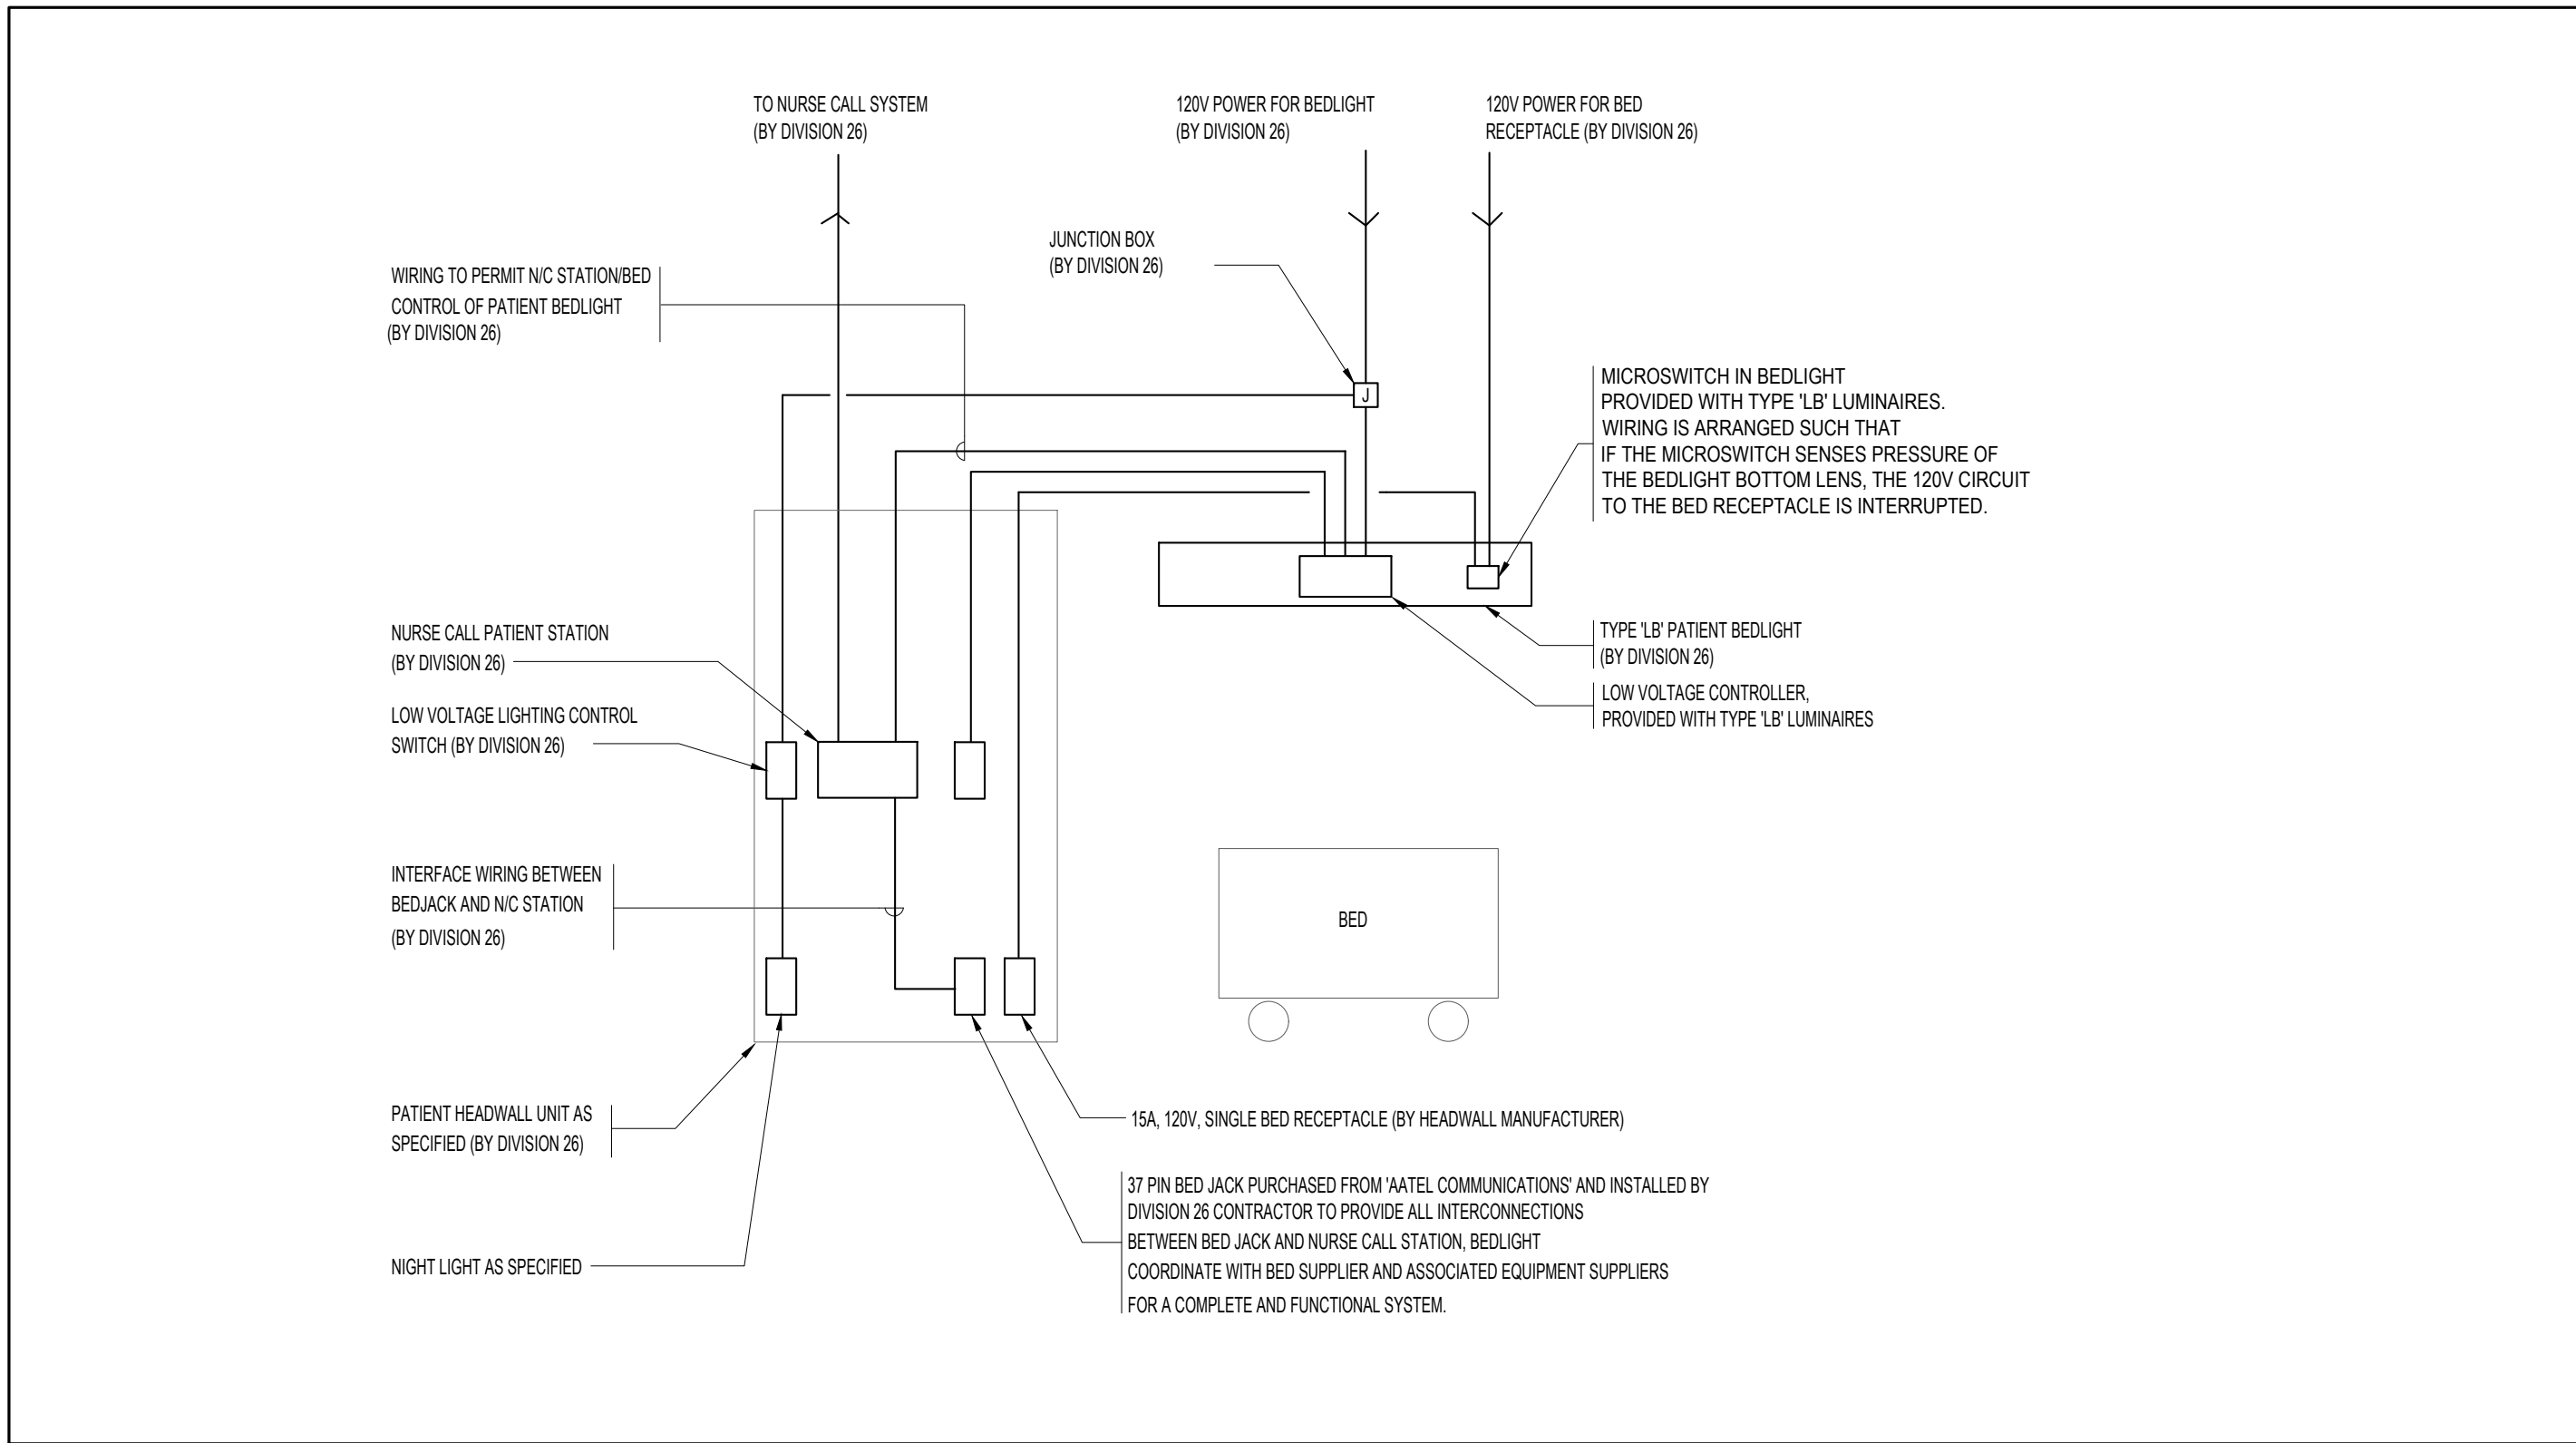 TO NURSE CALL SYSTEM
(BY DIVISION 26)
120V POWER FOR BEDLIGHT
(BY DIVISION 26)
120V POWER FOR BED
RECEPTACLE (BY DIVISION 26)
JUNCTION BOX
(BY DIVISION 26)
WIRING TO PERMIT N/C STATION/BED
CONTROL OF PATIENT BEDLIGHT
(BY DIVISION 26)
J
MICROSWITCH IN BEDLIGHT
PROVIDED WITH TYPE 'LB' LUMINAIRES.
WIRING IS ARRANGED SUCH THAT
IF THE MICROSWITCH SENSES PRESSURE OF
THE BEDLIGHT BOTTOM LENS, THE 120V CIRCUIT
TO THE BED RECEPTACLE IS INTERRUPTED.
NURSE CALL PATIENT STATION
(BY DIVISION 26)
TYPE 'LB' PATIENT BEDLIGHT
(BY DIVISION 26)
LOW VOLTAGE CONTROLLER,
PROVIDED WITH TYPE 'LB' LUMINAIRES
LOW VOLTAGE LIGHTING CONTROL
SWITCH (BY DIVISION 26)
INTERFACE WIRING BETWEEN
BEDJACK AND N/C STATION
(BY DIVISION 26)
BED
PATIENT HEADWALL UNIT AS
SPECIFIED (BY DIVISION 26)
15A, 120V, SINGLE BED RECEPTACLE (BY HEADWALL MANUFACTURER)
37 PIN BED JACK PURCHASED FROM 'AATEL COMMUNICATIONS' AND INSTALLED BY
DIVISION 26 CONTRACTOR TO PROVIDE ALL INTERCONNECTIONS
BETWEEN BED JACK AND NURSE CALL STATION, BEDLIGHT
COORDINATE WITH BED SUPPLIER AND ASSOCIATED EQUIPMENT SUPPLIERS
FOR A COMPLETE AND FUNCTIONAL SYSTEM.
NIGHT LIGHT AS SPECIFIED